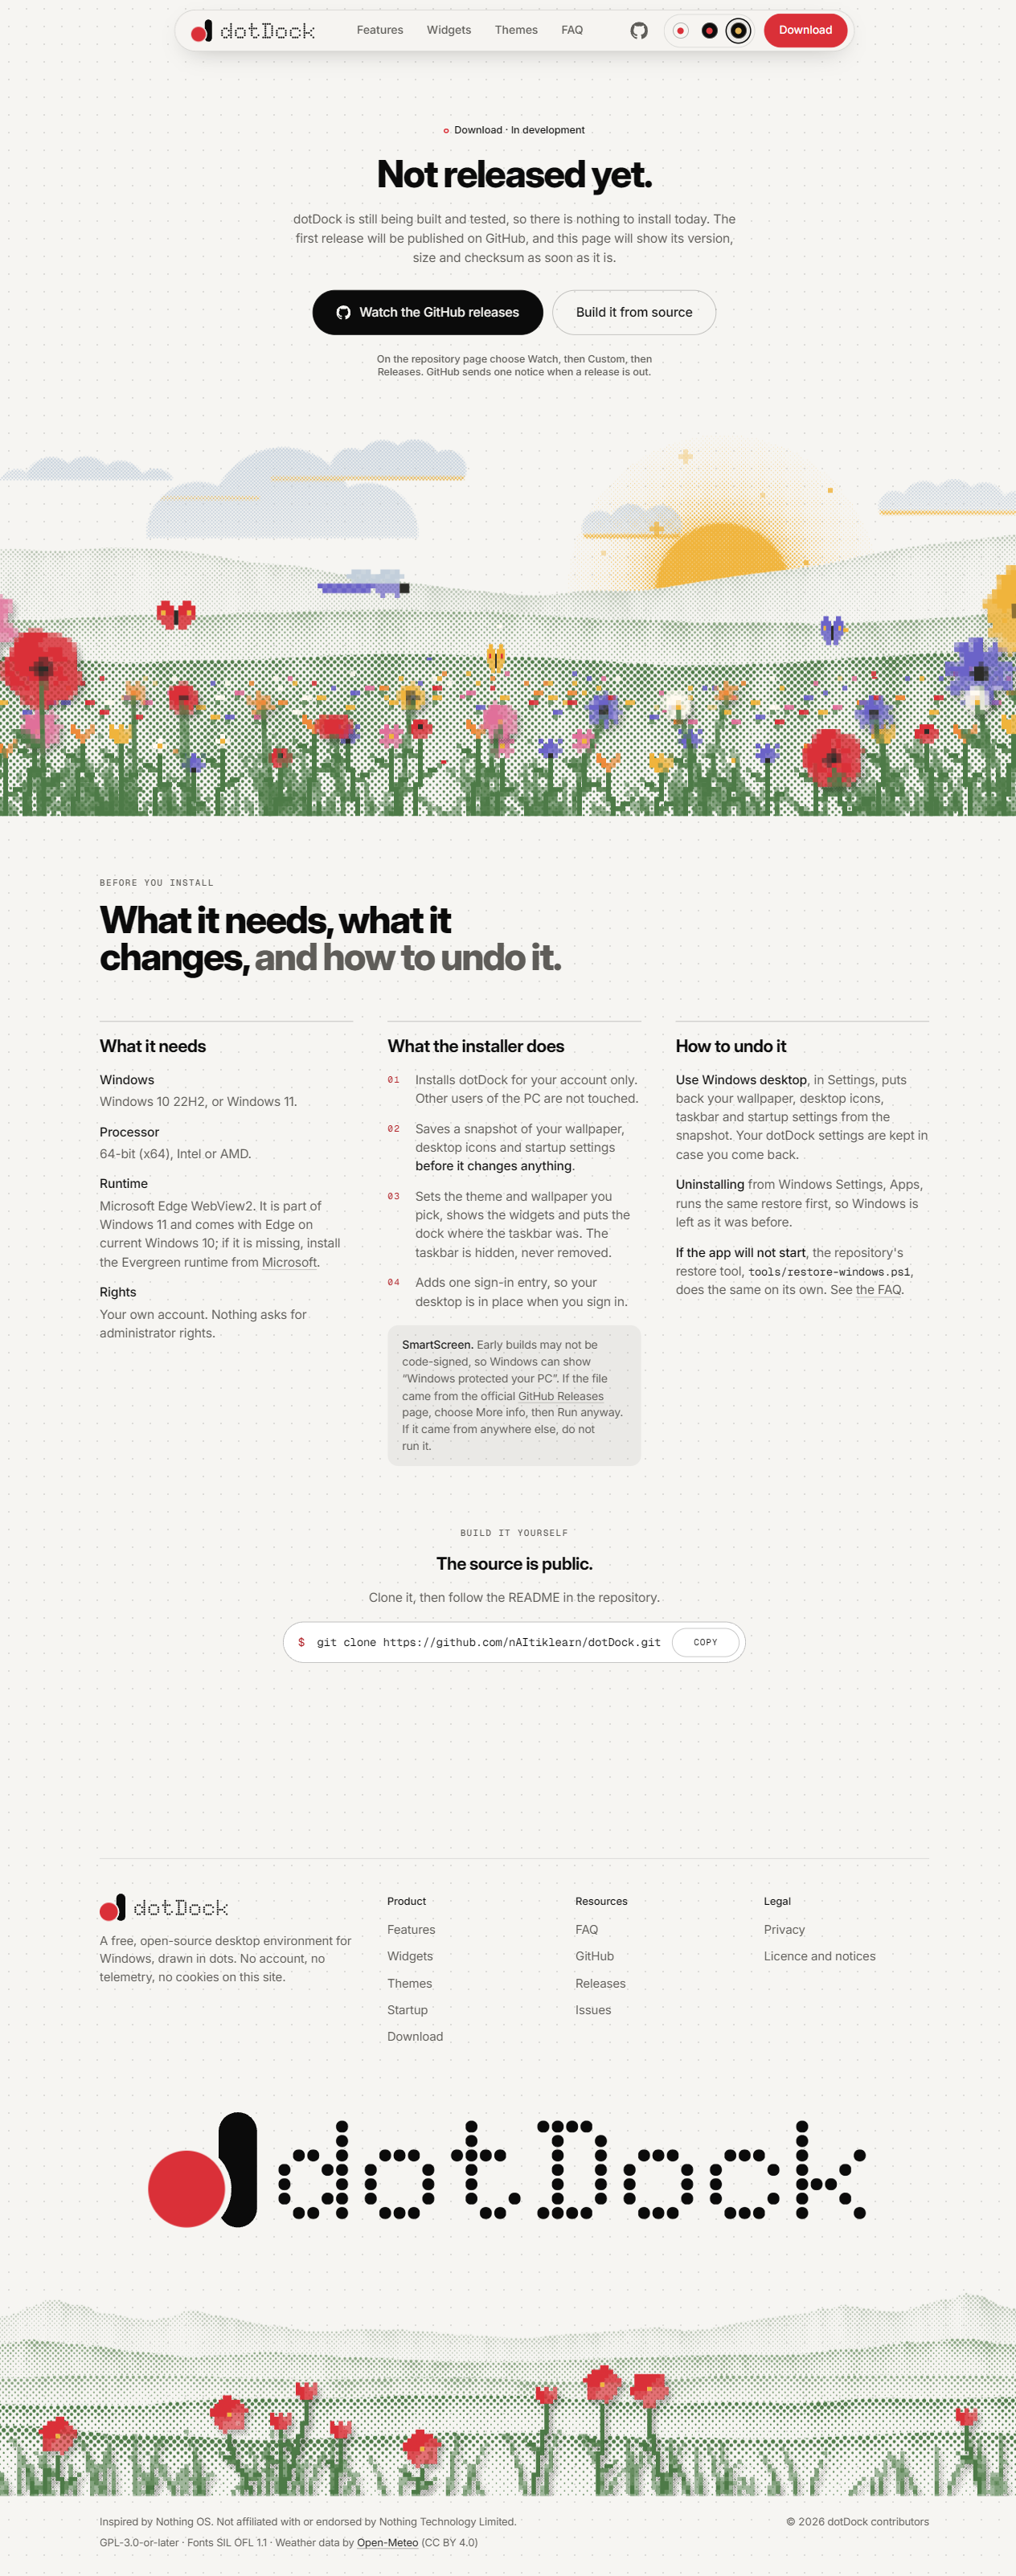 dotDock Features Widgets Themes FAQ Download
Download · In development
Not released yet.
dotDock is still being built and tested, so there is nothing to install today. The
first release will be published on GitHub, and this page will show its version,
size and checksum as soon as it is.
Watch the GitHub releases Build it from source
On the repository page choose Watch, then Custom, then
Releases. GitHub sends one notice when a release is out.
BEFORE YOU INSTALL
What it needs, what it
changes, and how to undo it.
What it needs
Windows
Windows 10 22H2, or Windows 11.
Processor
64-bit (x64), Intel or AMD.
Runtime
Microsoft Edge WebView2. It is part of
Windows 11 and comes with Edge on
current Windows 10; if it is missing, install
the Evergreen runtime from Microsoft.
Rights
Your own account. Nothing asks for
administrator rights.
What the installer does
01 Installs dotDock for your account only.
Other users of the PC are not touched.
02 Saves a snapshot of your wallpaper,
desktop icons and startup settings
before it changes anything.
03 Sets the theme and wallpaper you
pick, shows the widgets and puts the
dock where the taskbar was. The
taskbar is hidden, never removed.
04 Adds one sign-in entry, so your
desktop is in place when you sign in.
SmartScreen. Early builds may not be
code-signed, so Windows can show
"Windows protected your PC". If the file
came from the official GitHub Releases
page, choose More info, then Run anyway.
If it came from anywhere else, do not
run it.
How to undo it
Use Windows desktop, in Settings, puts
back your wallpaper, desktop icons,
taskbar and startup settings from the
snapshot. Your dotDock settings are kept in
case you come back.
Uninstalling from Windows Settings, Apps,
runs the same restore first, so Windows is
left as it was before.
If the app will not start, the repository's
restore tool, tools/restore-windows.ps1,
does the same on its own. See the FAQ.
BUILD IT YOURSELF
The source is public.
Clone it, then follow the README in the repository.
$ git clone https://github.com/nAItiklearn/dotDock.git COPY
dotDock
A free, open-source desktop environment for
Windows, drawn in dots. No account, no
telemetry, no cookies on this site.
Product
Features
Widgets
Themes
Startup
Download
Resources
FAQ
GitHub
Releases
Issues
Legal
Privacy
Licence and notices
dotDock
Inspired by Nothing OS. Not affiliated with or endorsed by Nothing Technology Limited.
© 2026 dotDock contributors
GPL-3.0-or-later · Fonts SIL OFL 1.1 · Weather data by Open-Meteo (CC BY 4.0)